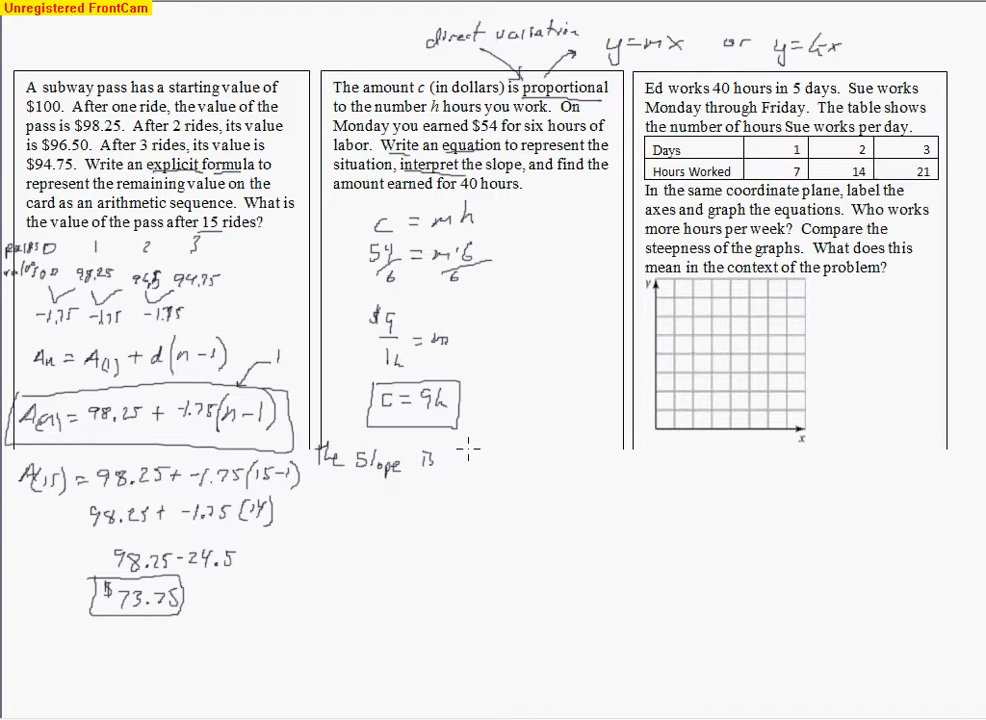 Unregistered FrontCam
direct variation y=mx or y=kx
A subway pass has a starting value of
$100. After one ride, the value of the
pass is $98.25. After 2 rides, its value
is $96.50. After 3 rides, its value is
$94.75. Write an explicit formula to
represent the remaining value on the
card as an arithmetic sequence. What is
the value of the pass after 15 rides?
0 1 2 3
98.25 94.75
-1.75 -1.75 -1.75
An = A(1) + d(n-1)
1
A(n) = 98.25 + -1.75(n-1)
A(15) = 98.25 + -1.75(15-1)
98.25 + -1.75(14)
98.25-24.5
$73.75
The amount c (in dollars) is proportional
to the number h hours you work. On
Monday you earned $54 for six hours of
labor. Write an equation to represent the
situation, interpret the slope, and find the
amount earned for 40 hours.
c = mh
54 = m·6
6 6
$9
1h = m
c = 9h
the slope is
Ed works 40 hours in 5 days. Sue works
Monday through Friday. The table shows
the number of hours Sue works per day.
Days 1 2 3
Hours Worked 7 14 21
In the same coordinate plane, label the
axes and graph the equations. Who works
more hours per week? Compare the
steepness of the graphs. What does this
mean in the context of the problem?
y
x